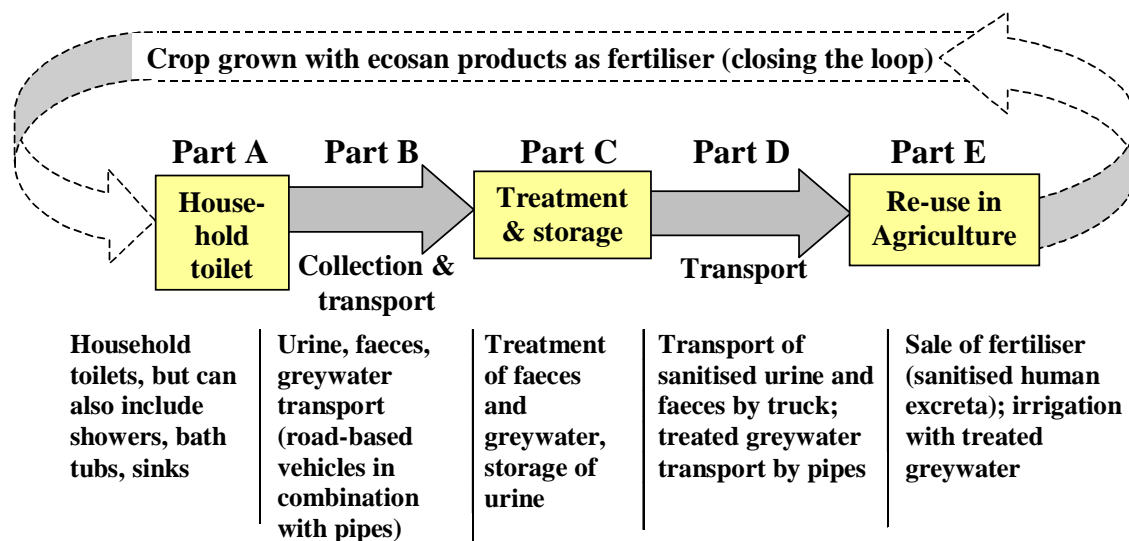 Crop grown with ecosan products as fertiliser (closing the loop)
Part A
Part B
Part C
Part D
Part E
House-
hold
toilet
Collection &
transport
Treatment
& storage
Transport
Re-use in
Agriculture
Household
toilets, but can
also include
showers, bath
tubs, sinks
Urine, faeces,
greywater
transport
(road-based
vehicles in
combination
with pipes)
Treatment
of faeces
and
greywater,
storage of
urine
Transport of
sanitised urine and
faeces by truck;
treated greywater
transport by pipes
Sale of fertiliser
(sanitised human
excreta); irrigation
with treated
greywater